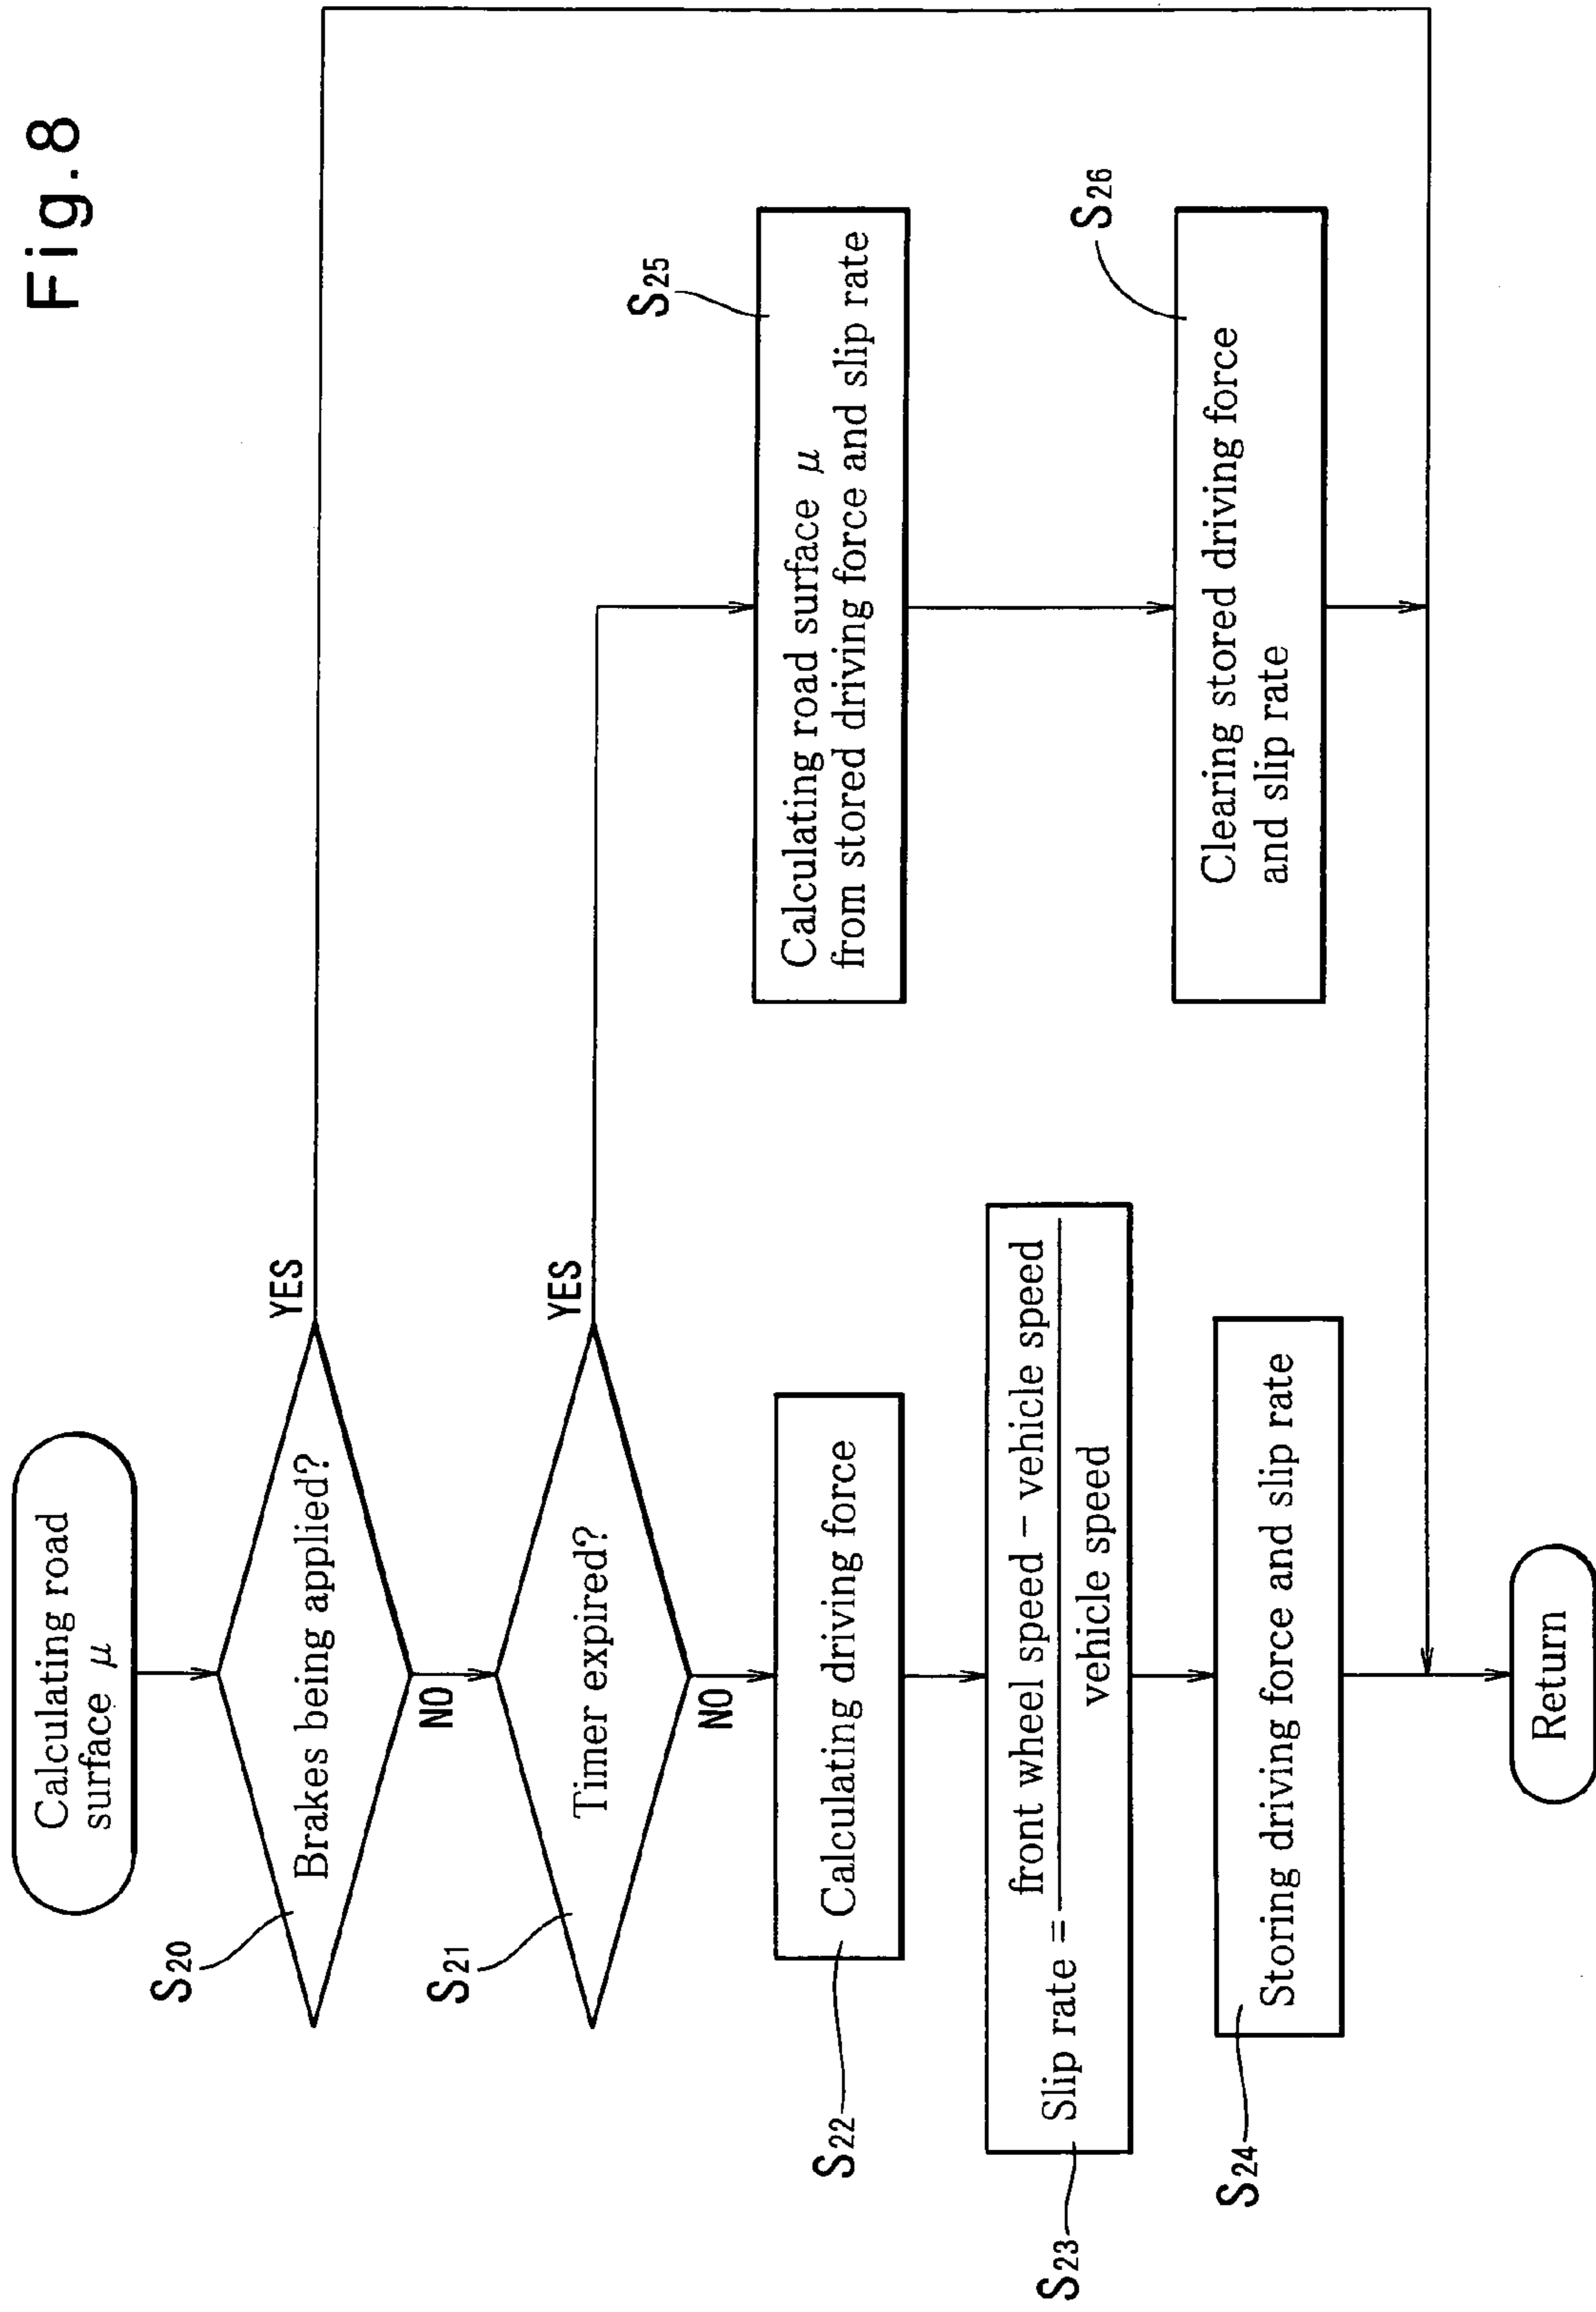 Fig.8
Calculating road
surface μ
S20
Brakes being applied?
YES
NO
S21
Timer expired?
YES
NO
S22
Calculating driving force
S23
Slip rate = front wheel speed − vehicle speed
vehicle speed
S24
Storing driving force and slip rate
S25
Calculating road surface μ
from stored driving force and slip rate
S26
Clearing stored driving force
and slip rate
Return